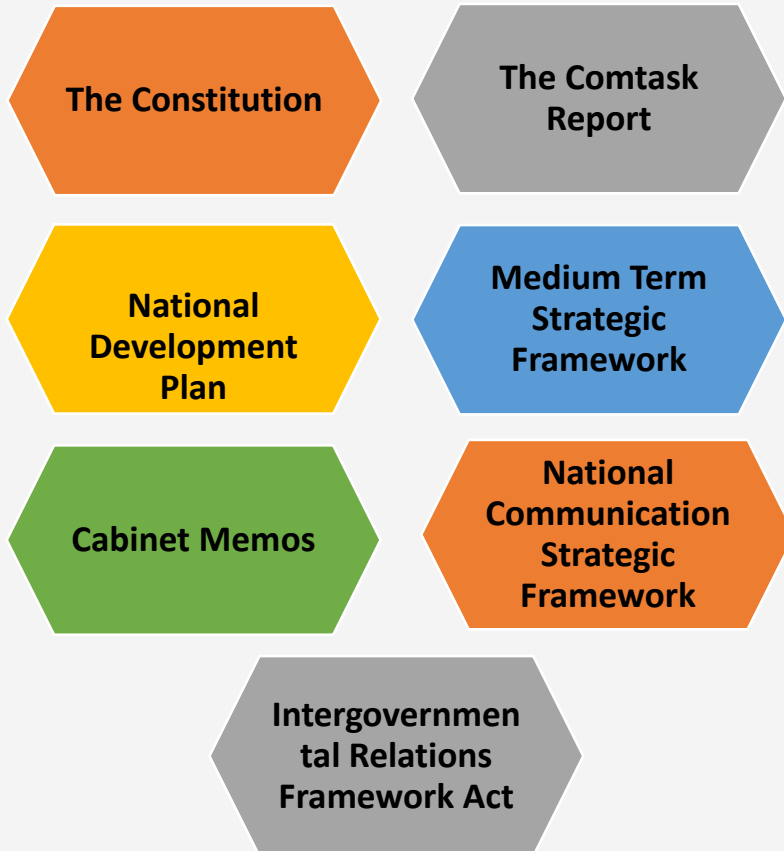 The Constitution
The Comtask
Report
National
Development
Plan
Medium Term
Strategic
Framework
Cabinet Memos
National
Communication
Strategic
Framework
Intergovernmen
tal Relations
Framework Act